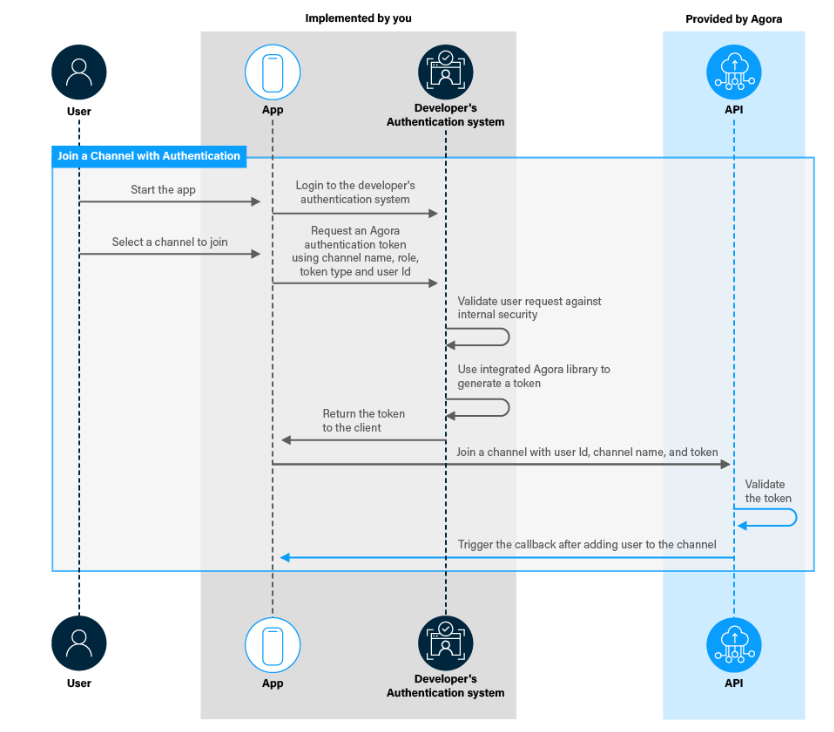 Implemented by you
Provided by Agora
User
App
Developer's
Authentication system
API
Join a Channel with Authentication
Start the app
Login to the developer's
authentication system
Select a channel to join
Request an Agora
authentication token
using channel name, role,
token type and user Id
Validate user request against
internal security
Use integrated Agora library to
generate a token
Return the token
to the client
Join a channel with user Id, channel name, and token
Validate
the token
Trigger the callback after adding user to the channel
User
App
Developer's
Authentication system
API